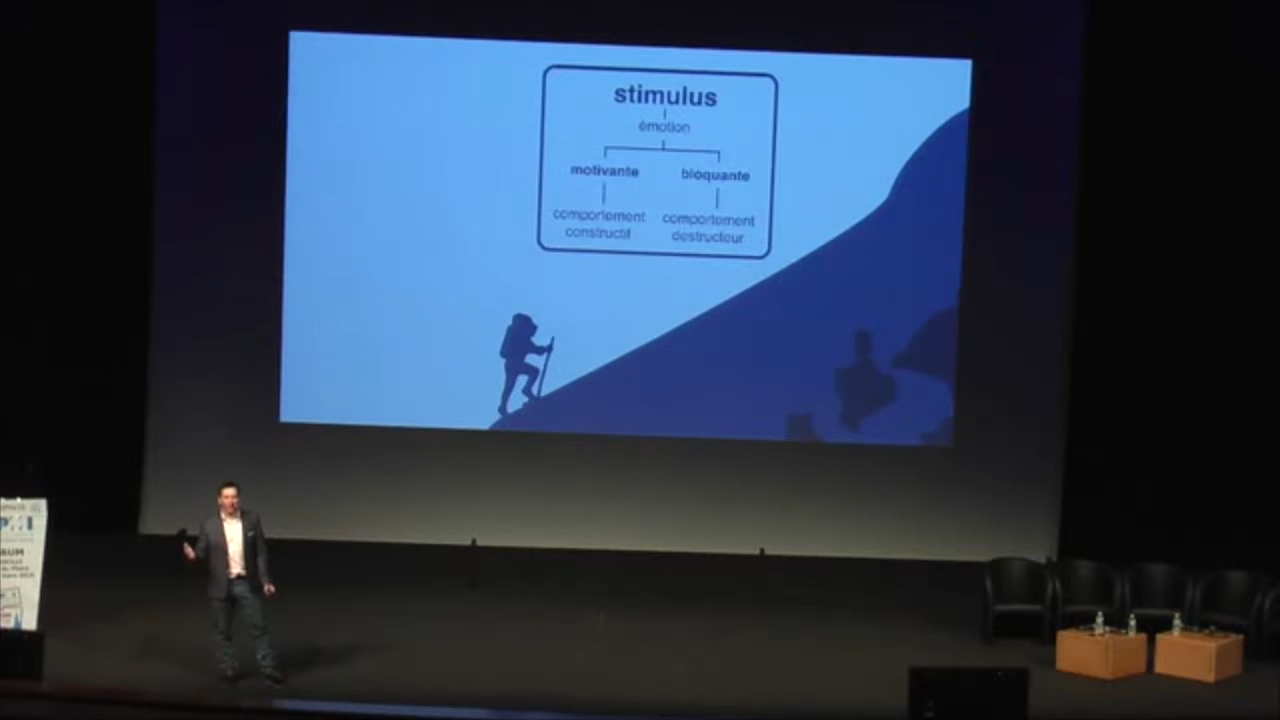 stimulus
émotion
motivante bloquante
comportement comportement
constructif destructeur